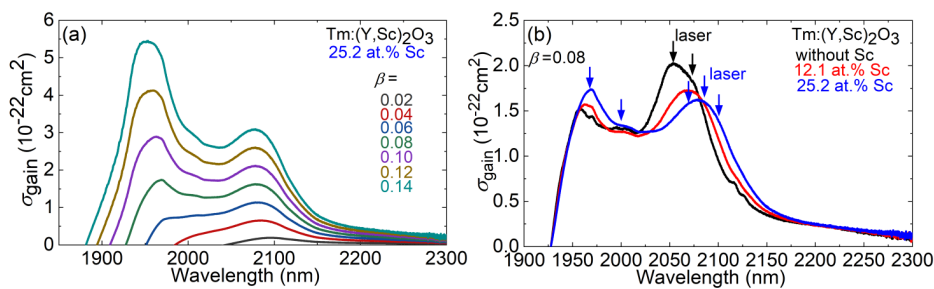 (a)
Tm:(Y,Sc)2O3
25.2 at.% Sc
β=
0.02
0.04
0.06
0.08
0.10
0.12
0.14
σgain (10-22cm2)
6
5
4
3
2
1
0
1900 2000 2100 2200 2300
Wavelength (nm)
(b)
β=0.08
laser
laser
Tm:(Y,Sc)2O3
without Sc
12.1 at.% Sc
25.2 at.% Sc
σgain (10-22cm2)
2.5
2.0
1.5
1.0
0.5
0.0
1900 1950 2000 2050 2100 2150 2200 2250 2300
Wavelength (nm)